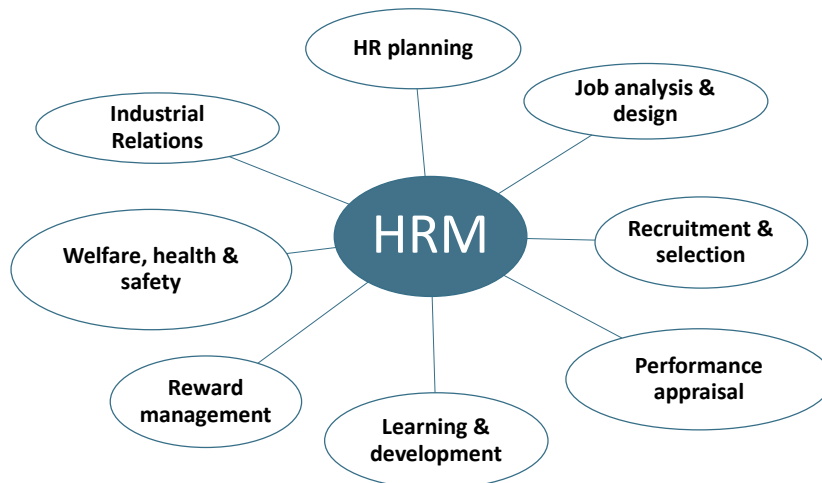 HR planning
Job analysis &
design
Industrial
Relations
HRM
Recruitment &
selection
Welfare, health &
safety
Performance
appraisal
Reward
management
Learning &
development